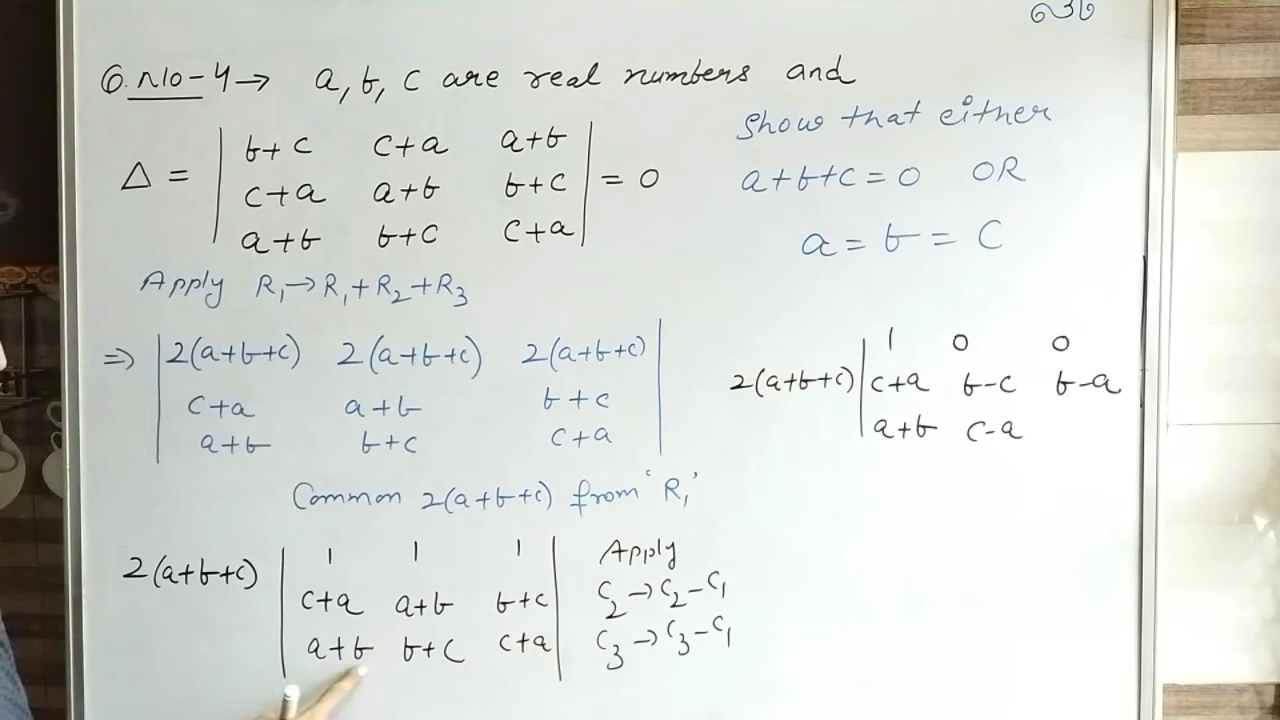 Q.No-4→ a, b, c are real numbers and
Δ = | b+c c+a a+b |
| c+a a+b b+c | = 0
| a+b b+c c+a |
Show that either
a+b+c = 0 OR
a = b = c
Apply R₁→R₁+R₂+R₃
⇒ | 2(a+b+c) 2(a+b+c) 2(a+b+c) |
| c+a a+b b+c |
| a+b b+c c+a |
Common 2(a+b+c) from 'R₁'
2(a+b+c) | 1 1 1 |
| c+a a+b b+c |
| a+b b+c c+a |
Apply
C₂→C₂-C₁
C₃→C₃-C₁
| 1 0 0
2(a+b+c) | c+a b-c b-a
| a+b c-a